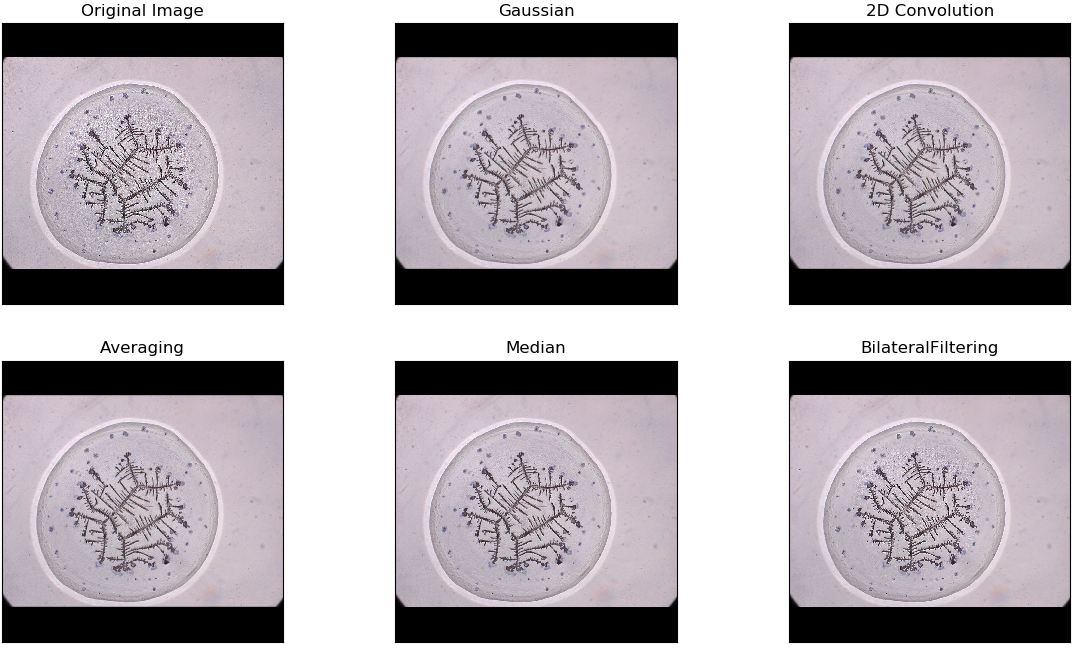 Original Image
Gaussian
2D Convolution
Averaging
Median
BilateralFiltering